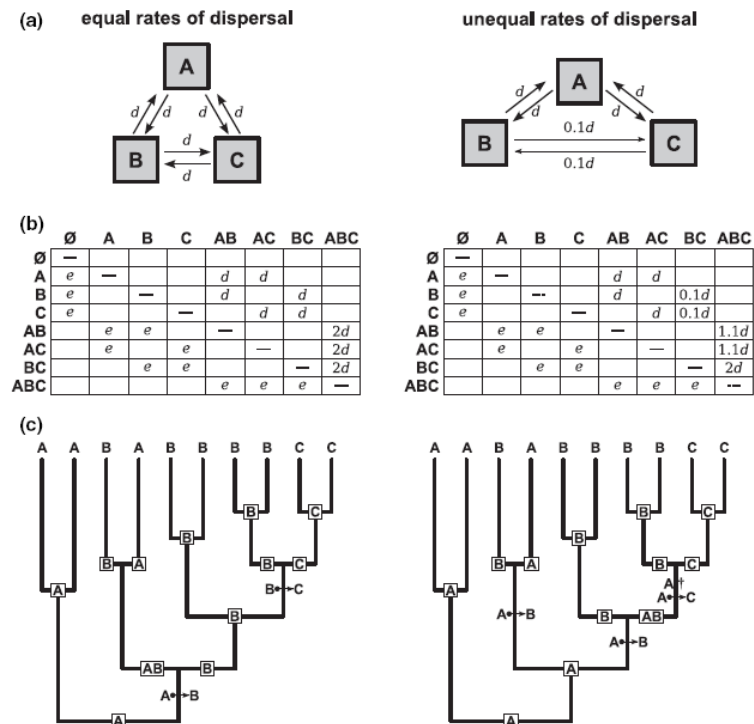 (a) equal rates of dispersal unequal rates of dispersal
A A
d d d d d d d d
B d C B 0.1d C
d 0.1d
(b)
Ø A B C AB AC BC ABC Ø A B C AB AC BC ABC
Ø — Ø —
A e — d d A e — d d
B e — d d B e -- d 0.1d
C e — d d C e — d 0.1d
AB e e — 2d AB e e — 1.1d
AC e e — 2d AC e e — 1.1d
BC e e — 2d BC e e — 2d
ABC e e e — ABC e e e --
(c)
A A B A B B B B C C A A B A B B B B C C
B C B C
B B
A B A B C A B A B C
B C A†
A C
A B
B B AB
A B
AB B A
A B
A A